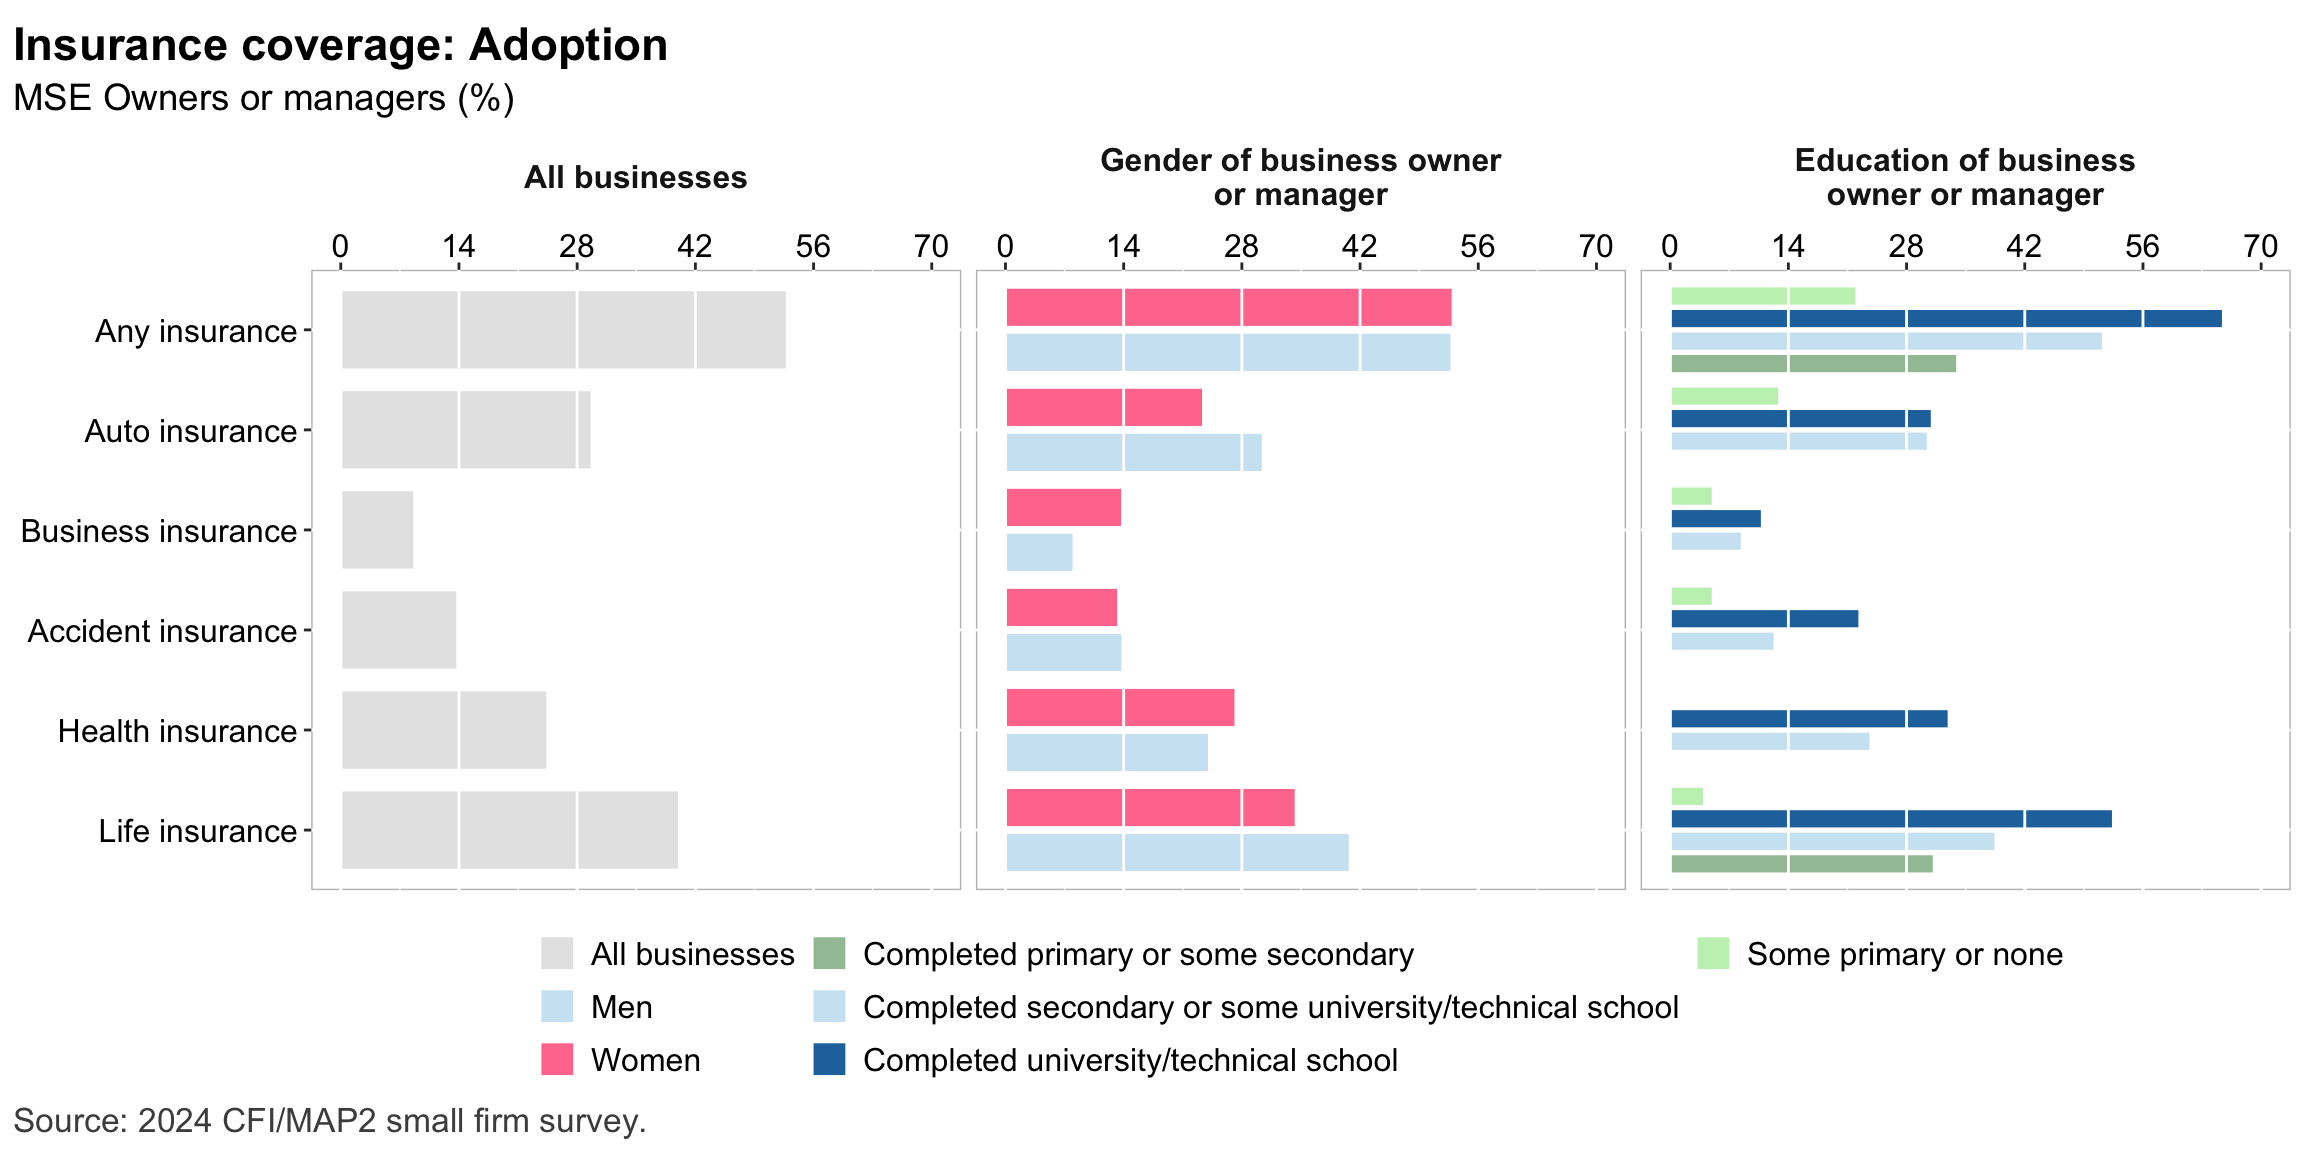 Insurance coverage: Adoption
MSE Owners or managers (%)
All businesses
Gender of business owner
or manager
Education of business
owner or manager
0 14 28 42 56 70
0 14 28 42 56 70
0 14 28 42 56 70
Any insurance
Auto insurance
Business insurance
Accident insurance
Health insurance
Life insurance
All businesses
Men
Women
Completed primary or some secondary
Completed secondary or some university/technical school
Completed university/technical school
Some primary or none
Source: 2024 CFI/MAP2 small firm survey.